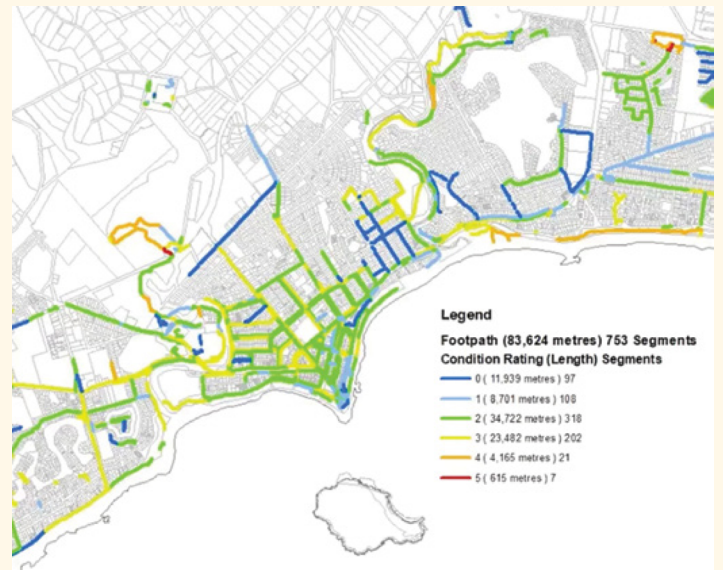 Legend
Footpath (83,624 metres) 753 Segments
Condition Rating (Length) Segments
0 ( 11,939 metres ) 97
1 ( 8,701 metres ) 108
2 ( 34,722 metres ) 318
3 ( 23,482 metres ) 202
4 ( 4,165 metres ) 21
5 ( 615 metres ) 7